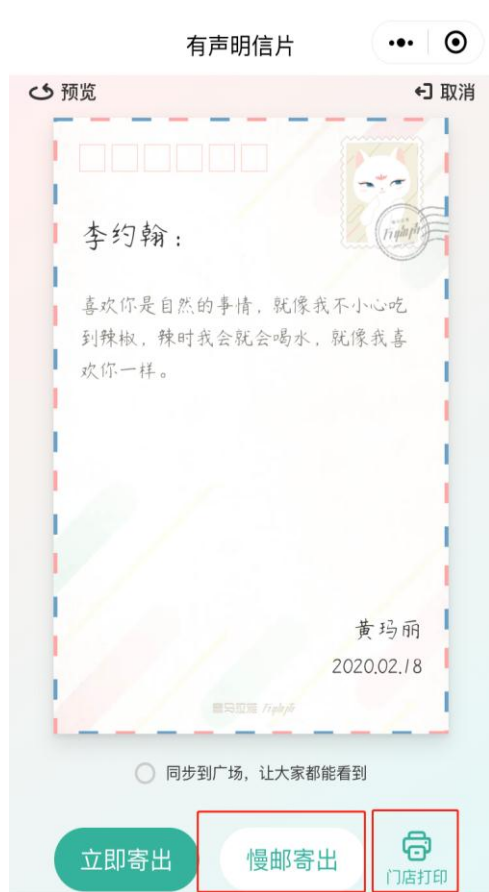 有声明信片
预览
取消
李约翰：
喜欢你是自然的事情，就像我不小心吃
到辣椒，辣时我会就会喝水，就像我喜
欢你一样。
黄玛丽
2020.02.18
同步到广场，让大家都能看到
立即寄出
慢邮寄出
门店打印